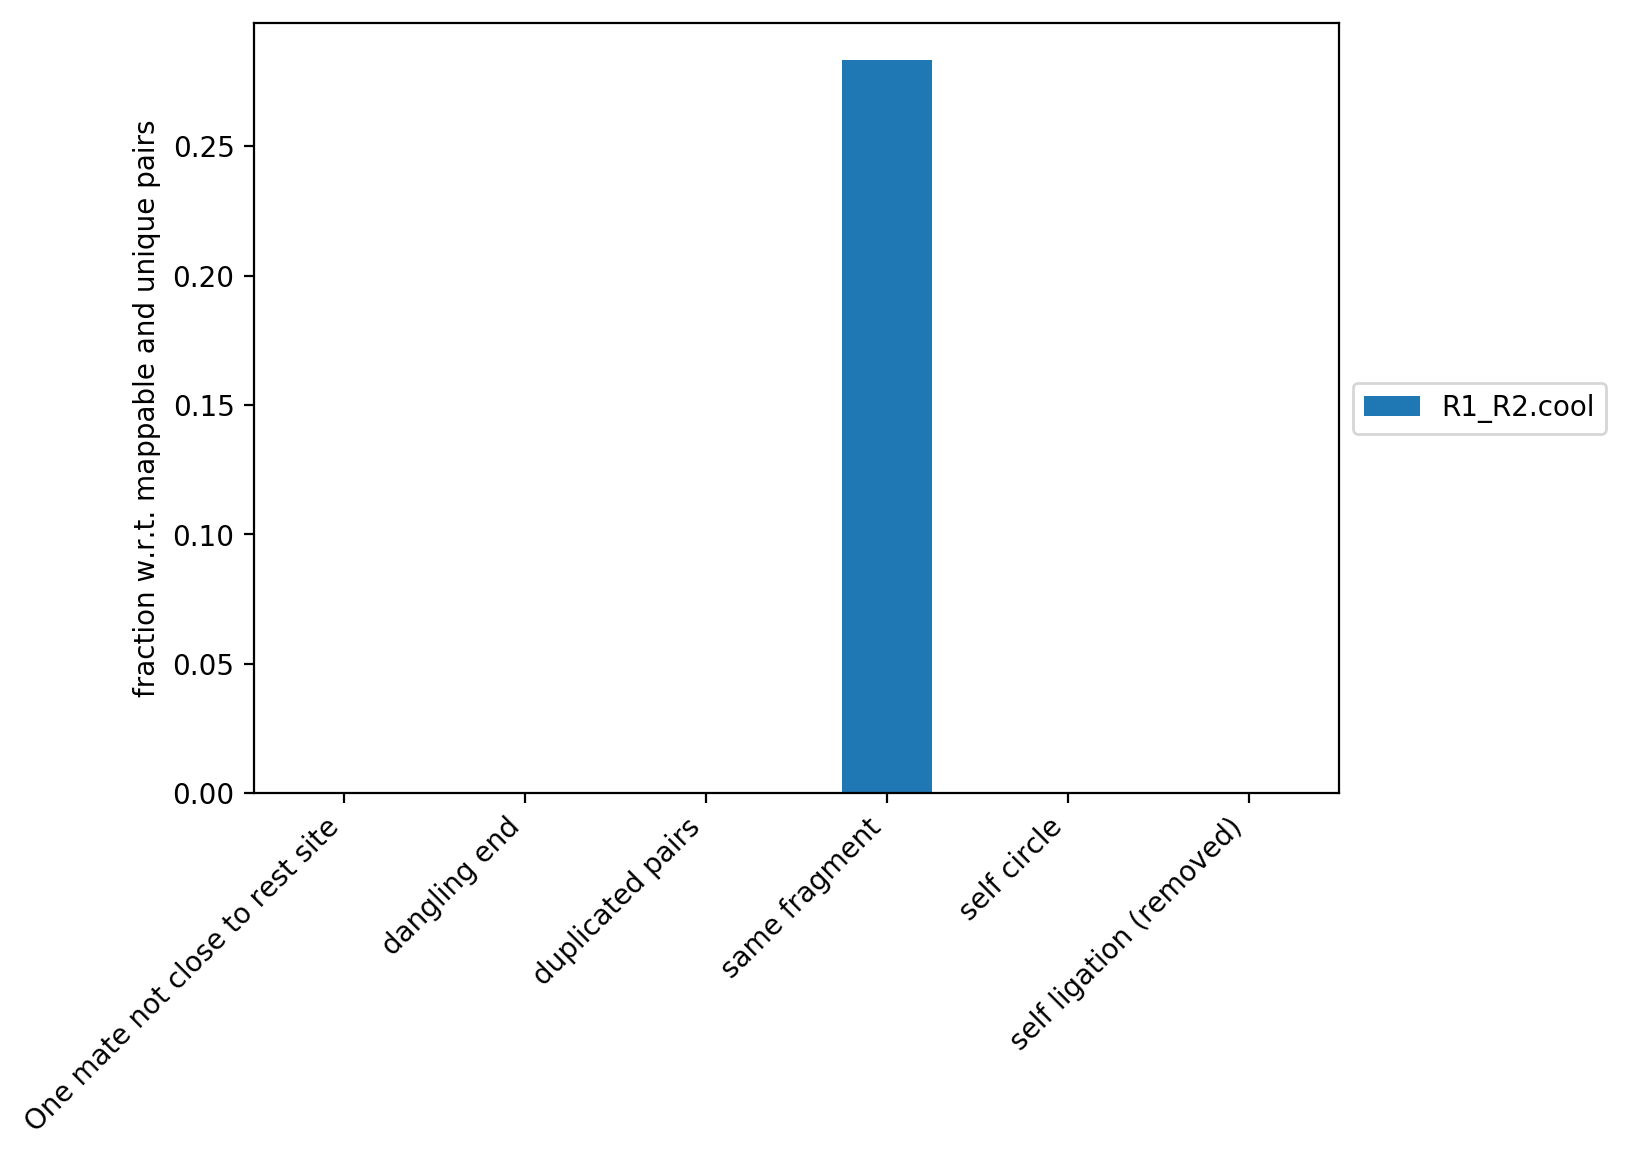 fraction w.r.t. mappable and unique pairs
0.25
0.20
0.15
0.10
0.05
0.00
One mate not close to rest site
dangling end
duplicated pairs
same fragment
self circle
self ligation (removed)
R1_R2.cool